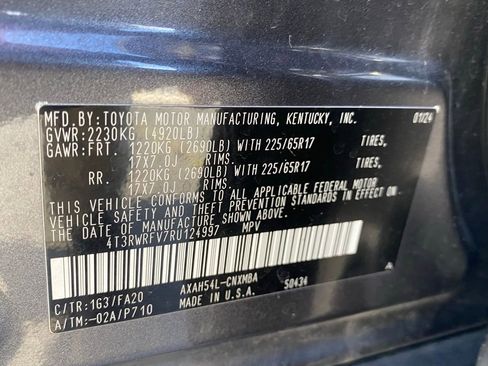 MFD.BY:TOYOTA MOTOR MANUFACTURING, KENTUCKY, INC. 01/24
GVWR:2230KG (4920LB)
GAWR:FRT. 1220KG (2690LB) WITH 225/65R17 TIRES,
17X7.0J RIMS.
RR. 1220KG (2690LB) WITH 225/65R17 TIRES,
17X7.0J RIMS.
THIS VEHICLE CONFORMS TO ALL APPLICABLE FEDERAL MOTOR
VEHICLE SAFETY AND THEFT PREVENTION STANDARDS IN EFFECT ON
THE DATE OF MANUFACTURE SHOWN ABOVE.
4T3RWRFV7RU124997 MPV
C/TR:1G3/FA20 AXAH54L-CNXMBA S0434
A/TM:-02A/P710 MADE IN U.S.A.